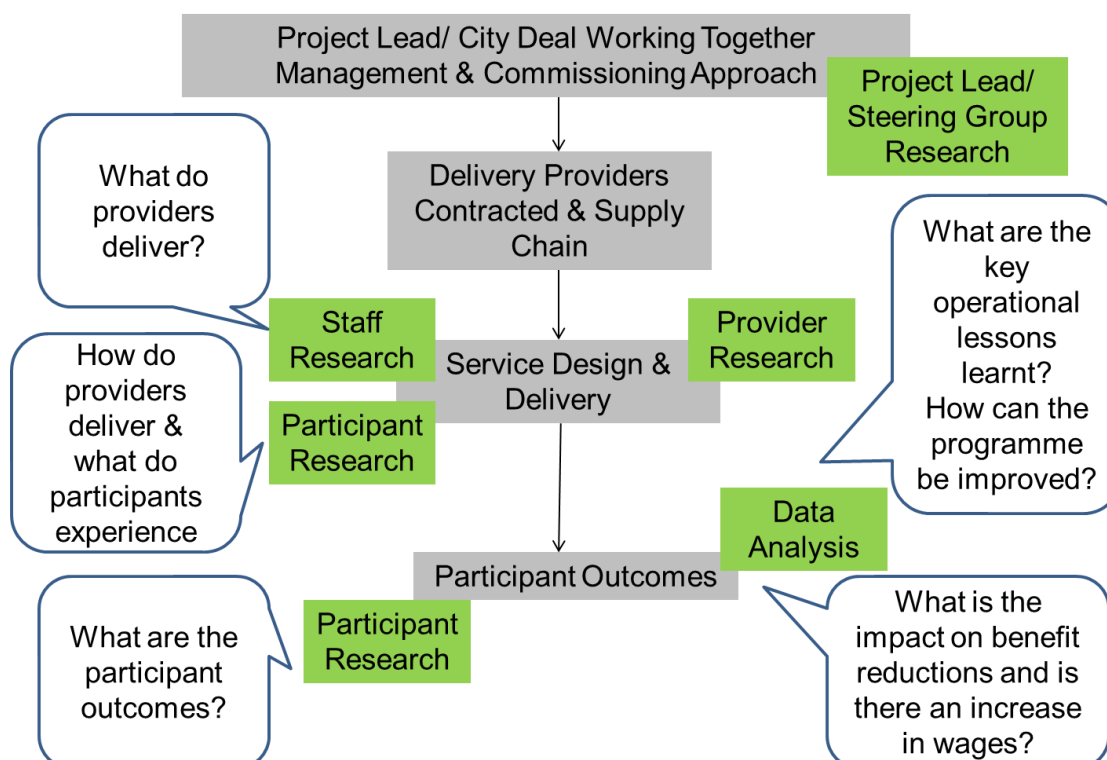 Project Lead/ City Deal Working Together
Management & Commissioning Approach
Project Lead/
Steering Group
Research
What do
providers
deliver?
Delivery Providers
Contracted & Supply
Chain
What are the
key
operational
lessons
learnt?
How can the
programme
be improved?
Staff
Research
Provider
Research
How do
providers
deliver &
what do
participants
experience
Service Design &
Delivery
Participant
Research
Data
Analysis
Participant Outcomes
What are the
participant
outcomes?
Participant
Research
What is the
impact on benefit
reductions and is
there an increase
in wages?